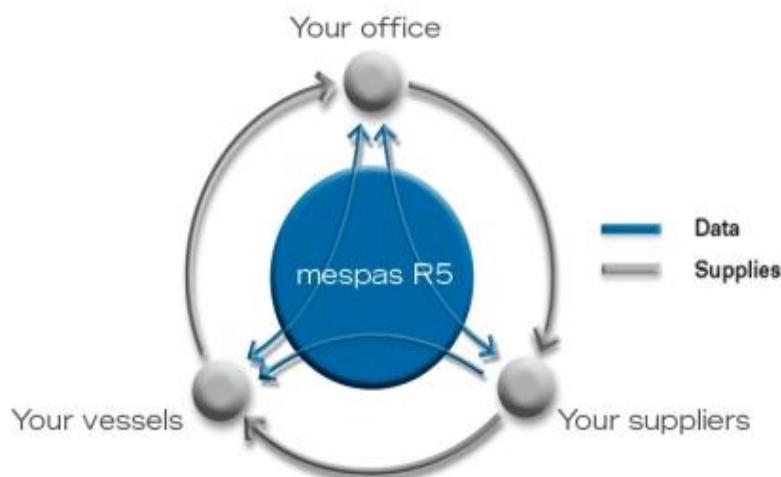 Your office
mespas R5
Data
Supplies
Your vessels
Your suppliers